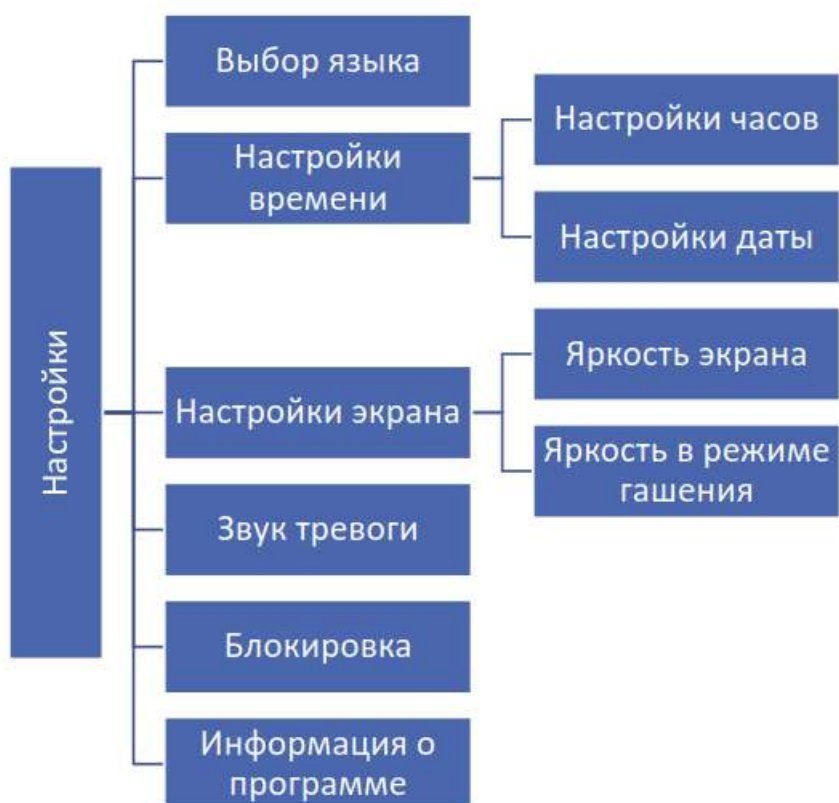 Настройки
Выбор языка
Настройки
времени
Настройки часов
Настройки даты
Настройки экрана
Яркость экрана
Яркость в режиме
гашения
Звук тревоги
Блокировка
Информация о
программе